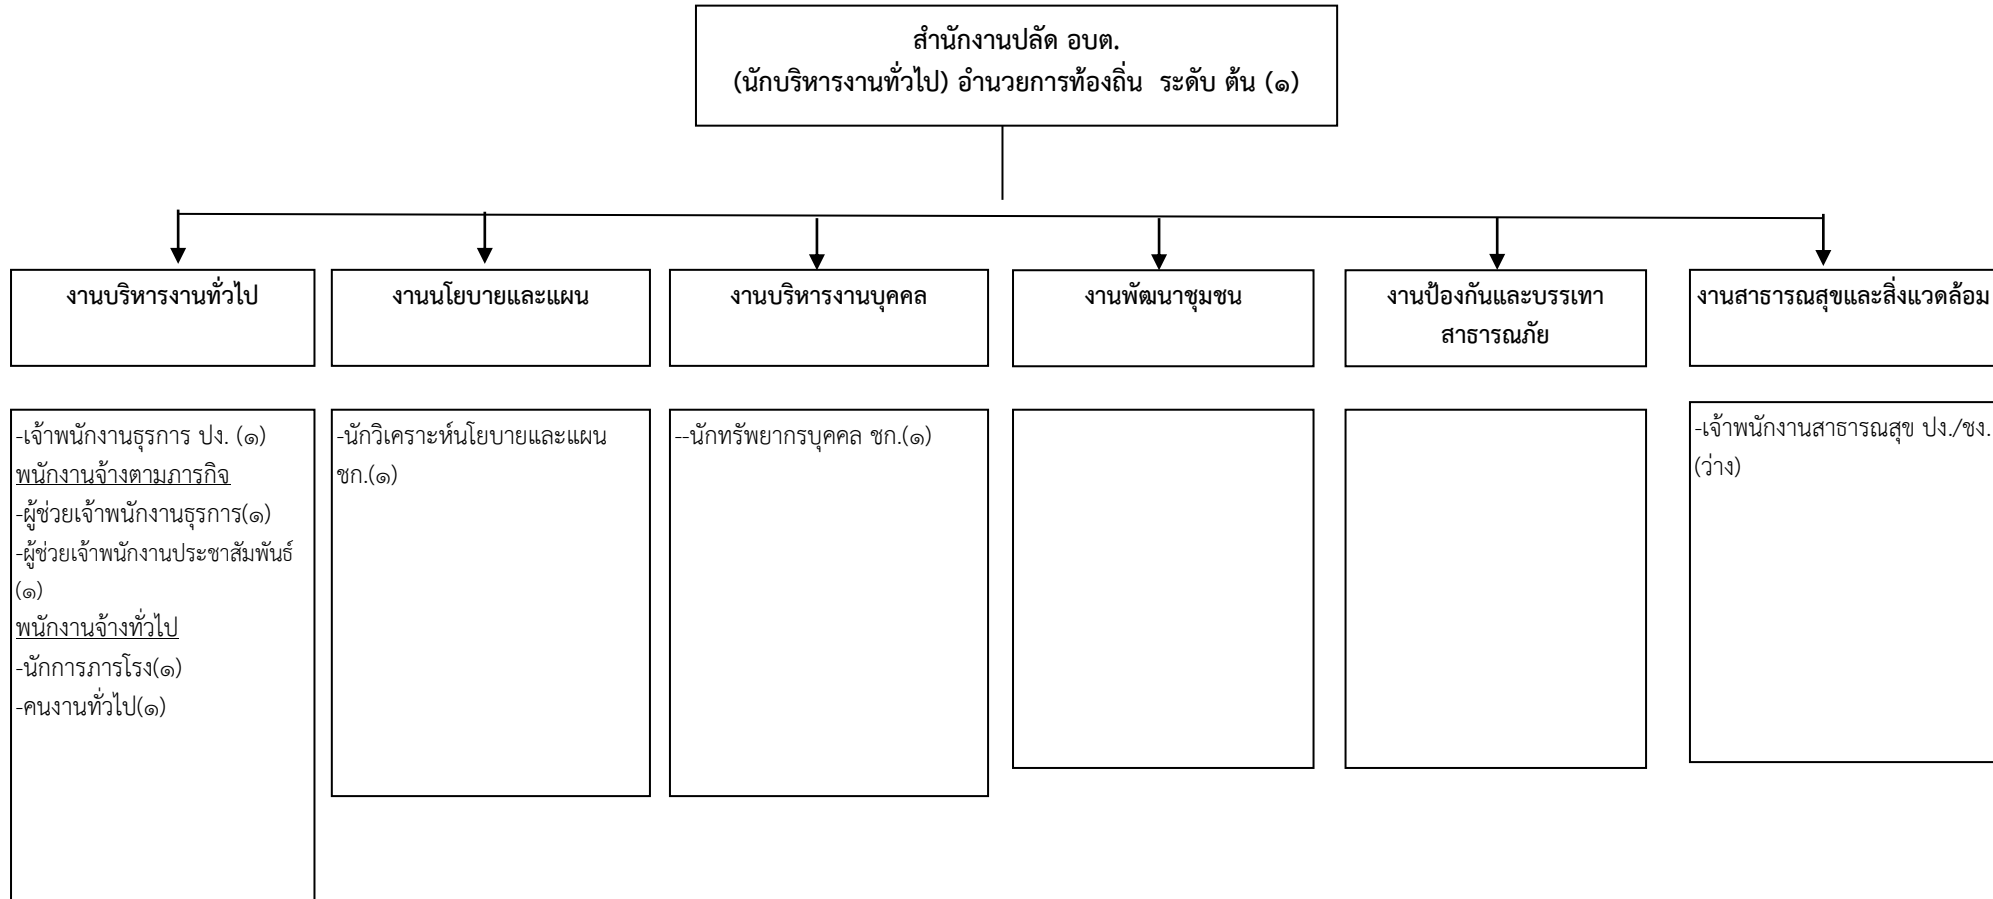 สำนักงานปลัด อบต.
(นักบริหารงานทั่วไป) อำนวยการท้องถิ่น ระดับ ต้น (๑)
งานบริหารงานทั่วไป
งานนโยบายและแผน
งานบริหารงานบุคคล
งานพัฒนาชุมชน
งานป้องกันและบรรเทา
สาธารณภัย
งานสาธารณสุขและสิ่งแวดล้อม
-เจ้าพนักงานธุรการ ปง. (๑)
พนักงานจ้างตามภารกิจ
-ผู้ช่วยเจ้าพนักงานธุรการ(๑)
-ผู้ช่วยเจ้าพนักงานประชาสัมพันธ์
(๑)
พนักงานจ้างทั่วไป
-นักการภารโรง(๑)
-คนงานทั่วไป(๑)
-นักวิเคราะห์นโยบายและแผน
ชก.(๑)
--นักทรัพยากรบุคคล ชก.(๑)
-เจ้าพนักงานสาธารณสุข ปง./ชง.
(ว่าง)